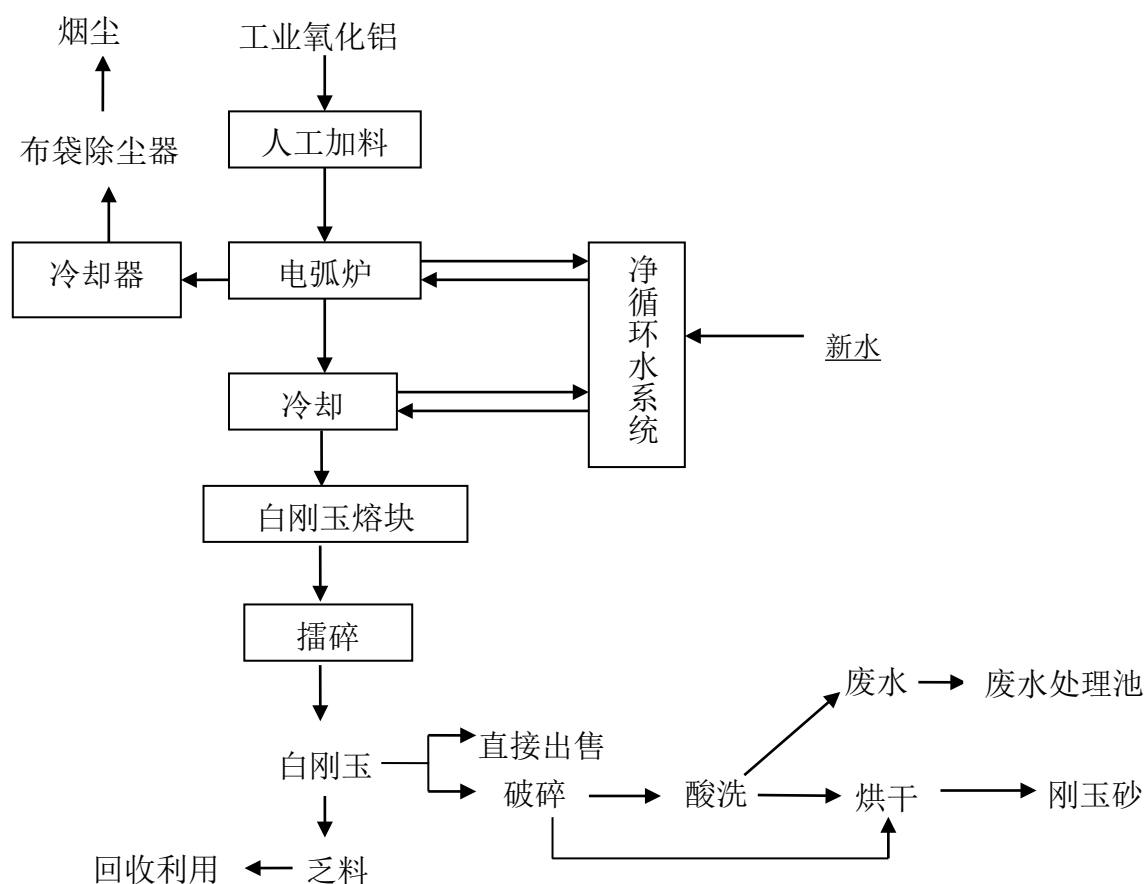 烟尘
工业氧化铝
人工加料
布袋除尘器
冷却器
电弧炉
净循环水系统
新水
冷却
白刚玉熔块
擂碎
废水
废水处理池
白刚玉
直接出售
破碎
酸洗
烘干
刚玉砂
回收利用
乏料